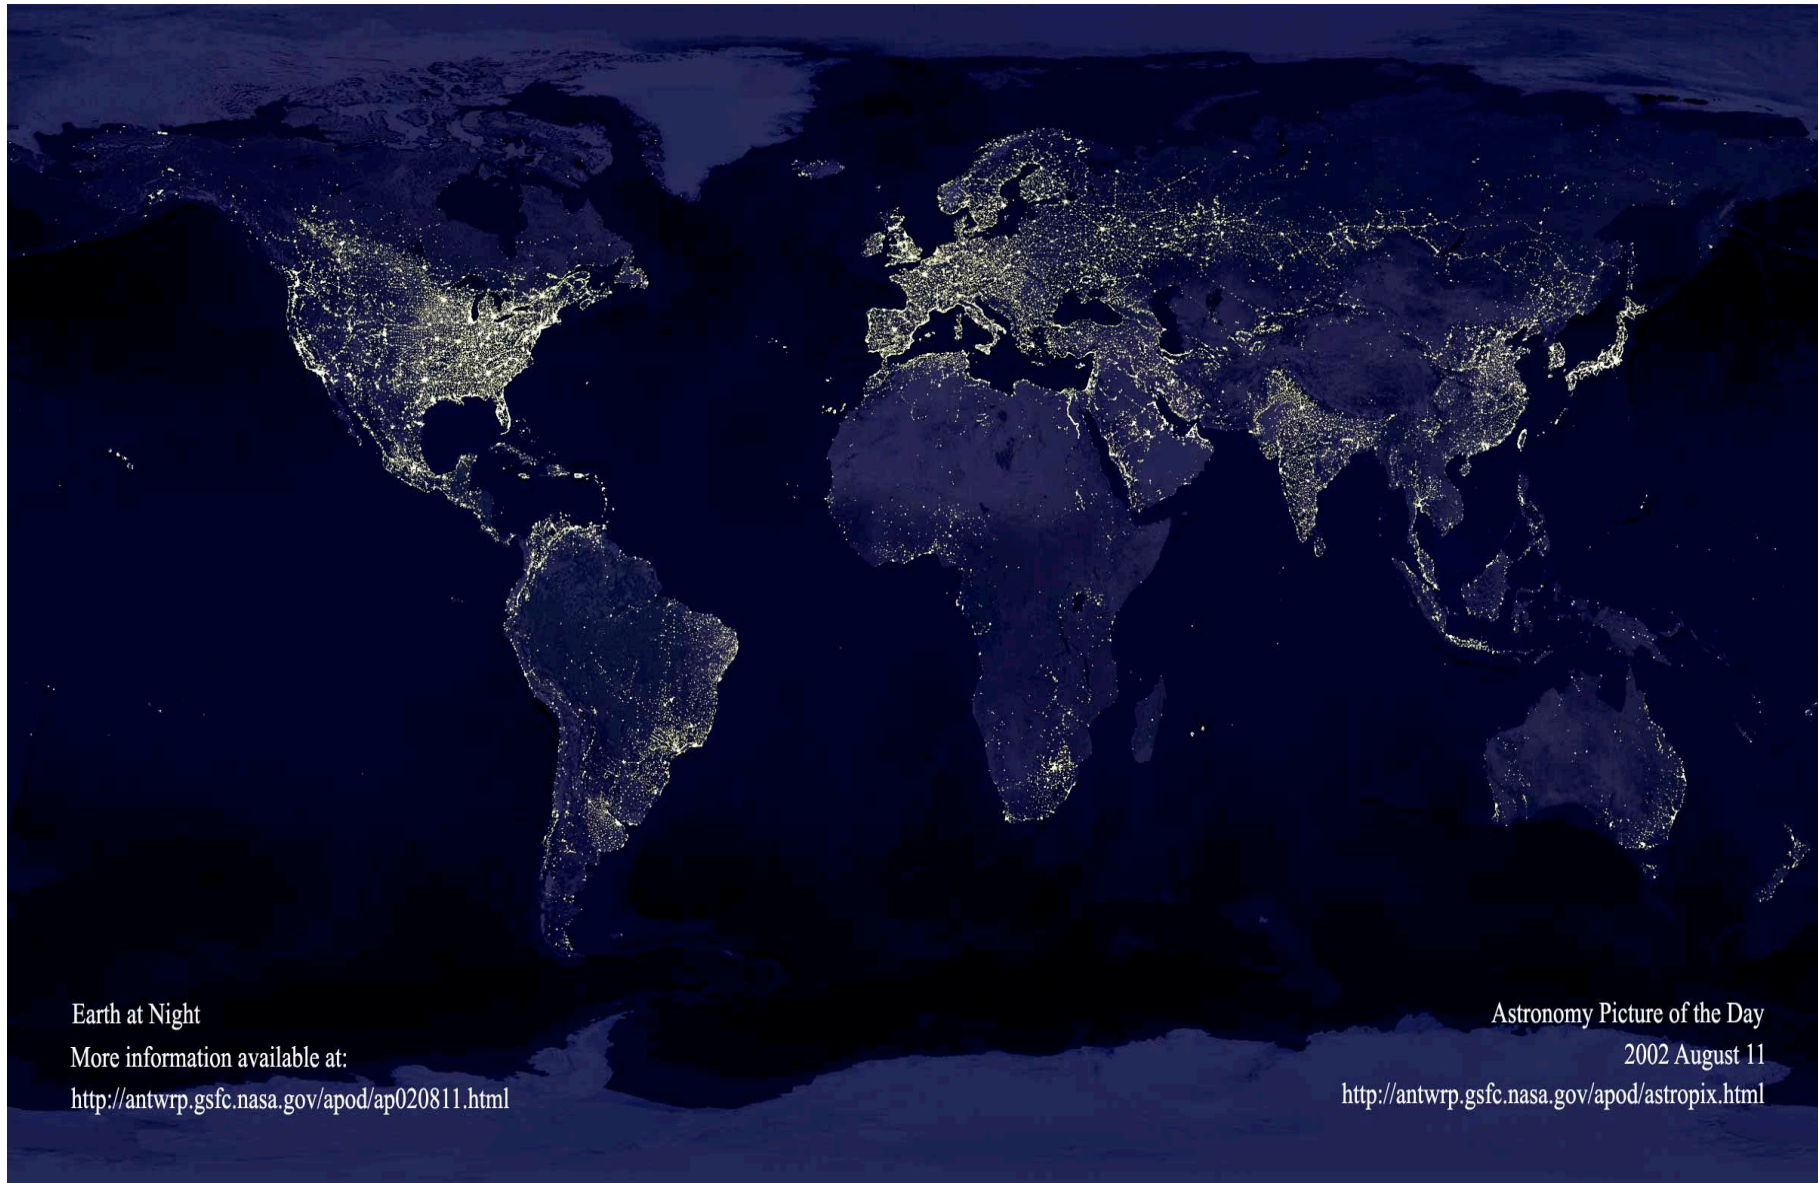 Earth at Night
More information available at:
http://antwrp.gsfc.nasa.gov/apod/ap020811.html
Astronomy Picture of the Day
2002 August 11
http://antwrp.gsfc.nasa.gov/apod/astropix.html